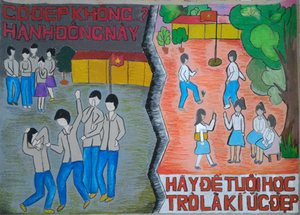 CÓ ĐẸP KHÔNG ?
HÀNH ĐỘNG NÀY
HÃY ĐỂ TUỔI HỌC
TRÒ LÀ KÍ ỨC ĐẸP